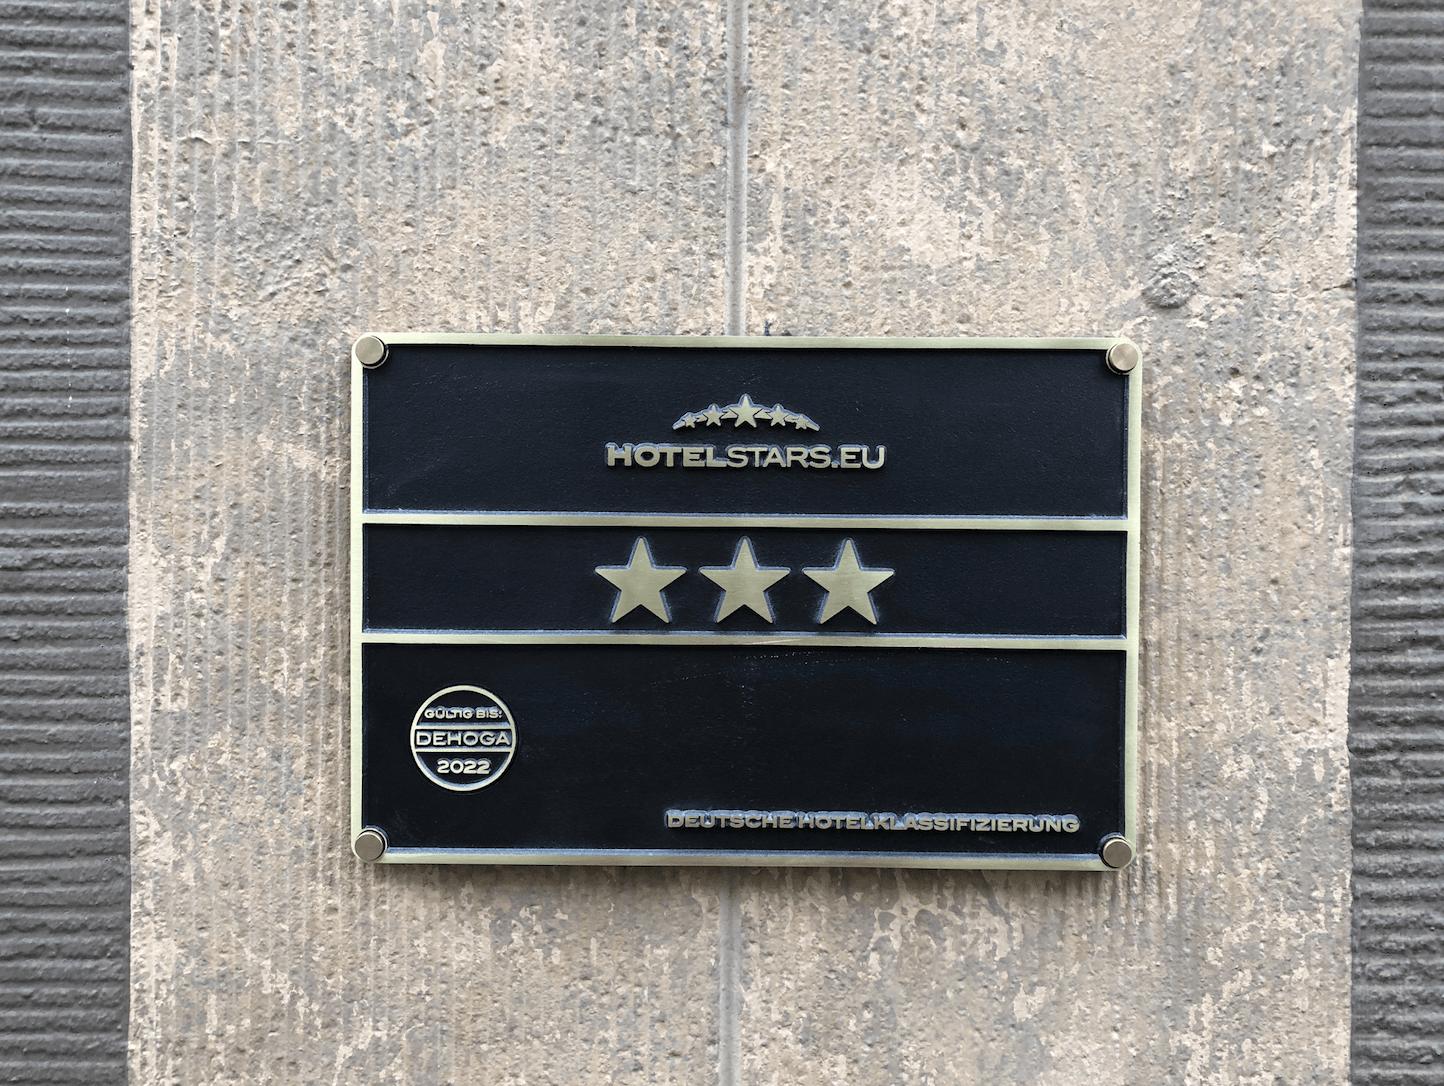 HOTELSTARS.EU
GÜLTIG BIS:
DEHOGA
2022
DEUTSCHE HOTELKLASSIFIZIERUNG